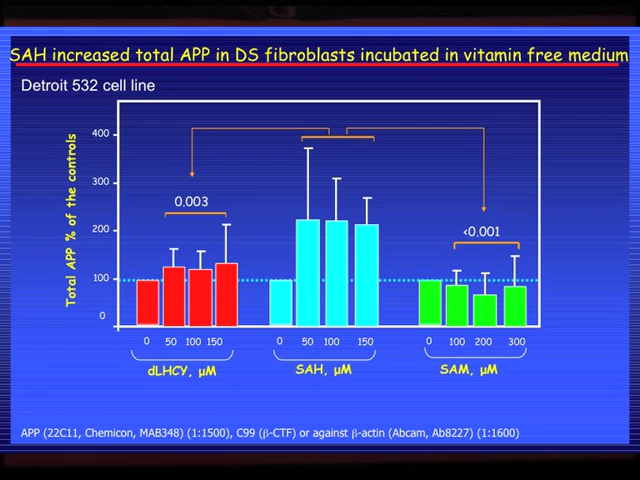 SAH increased total APP in DS fibroblasts incubated in vitamin free medium
Detroit 532 cell line
Total APP % of the controls
400
300
200
100
0
0.003
<0.001
0 50 100 150
0 50 100 150
0 100 200 300
dLHCY, µM
SAH, µM
SAM, µM
APP (22C11, Chemicon, MAB348) (1:1500), C99 (β-CTF) or against β-actin (Abcam, Ab8227) (1:1600)